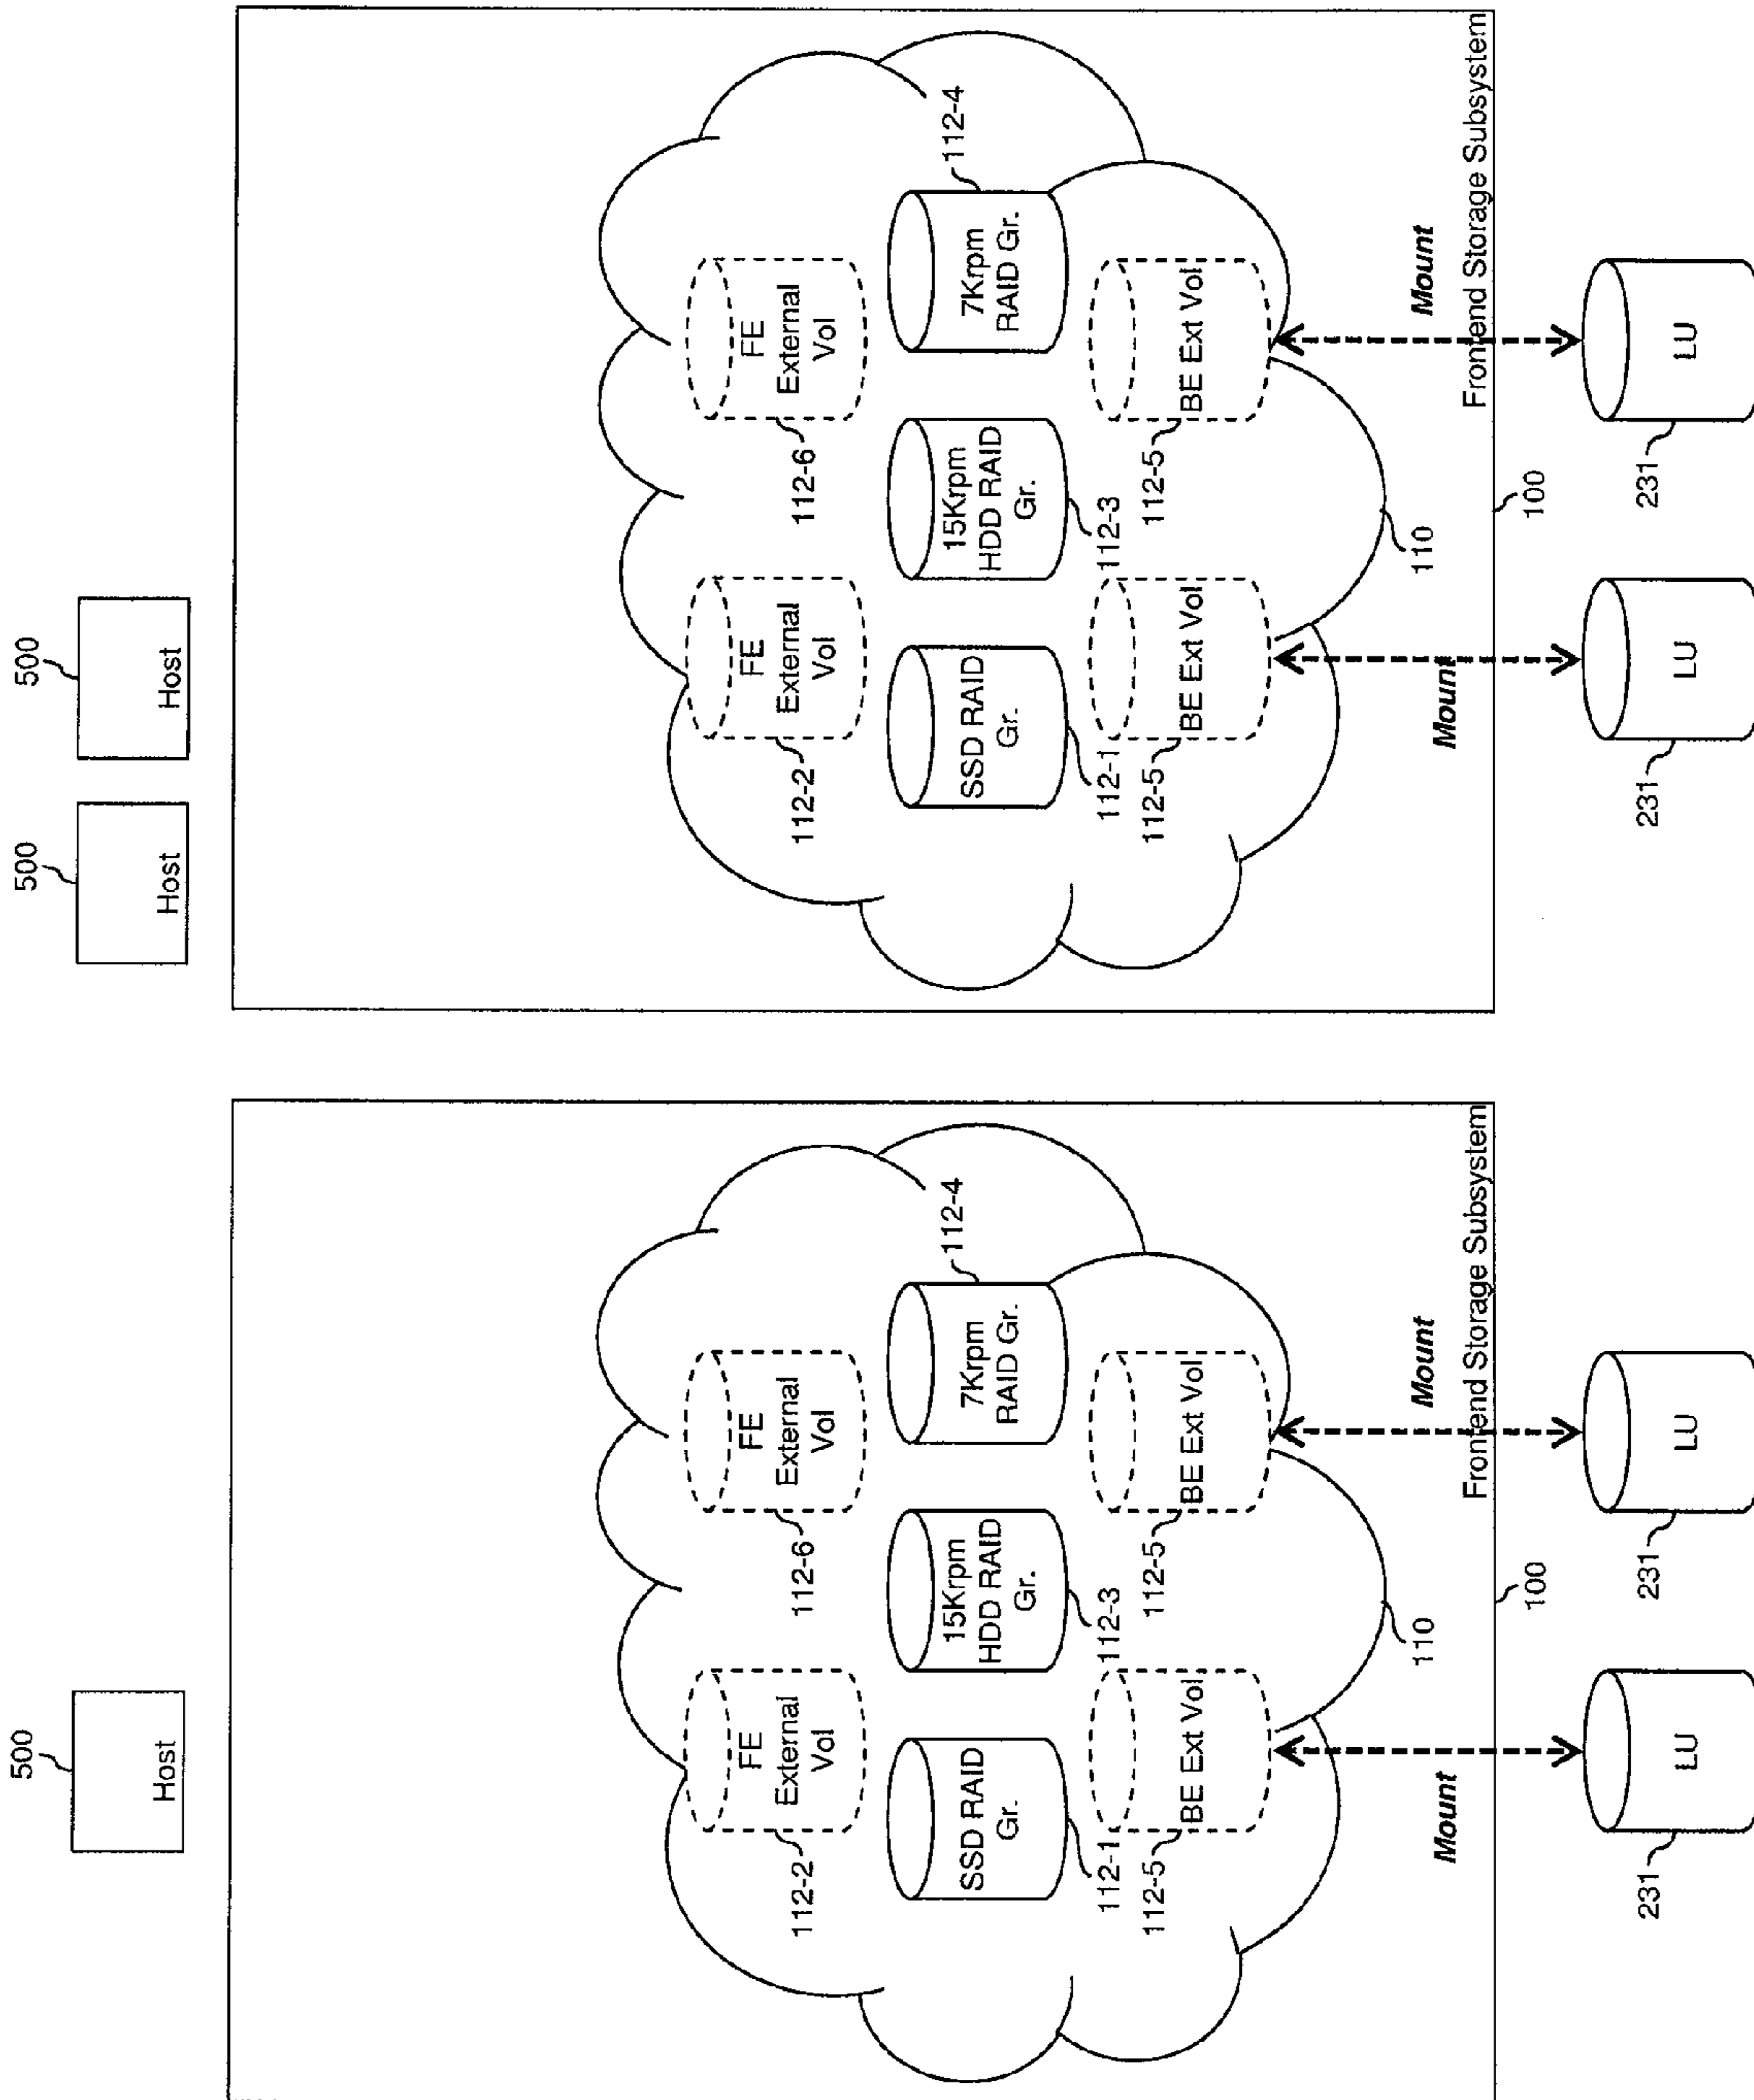 500
Host
FE
External
Vol
112-2
FE
External
Vol
112-6
112-4
SSD RAID
Gr.
15Krpm
HDD RAID
Gr.
7Krpm
RAID Gr.
112-1
112-3
BE Ext Vol
112-5
BE Ext Vol
112-5
110
Mount
Mount
Frontend Storage Subsystem
100
LU
231
LU
231
500
Host
500
Host
FE
External
Vol
112-2
FE
External
Vol
112-6
112-4
SSD RAID
Gr.
15Krpm
HDD RAID
Gr.
7Krpm
RAID Gr.
112-1
112-3
BE Ext Vol
112-5
BE Ext Vol
112-5
110
Mount
Mount
Frontend Storage Subsystem
100
LU
231
LU
231